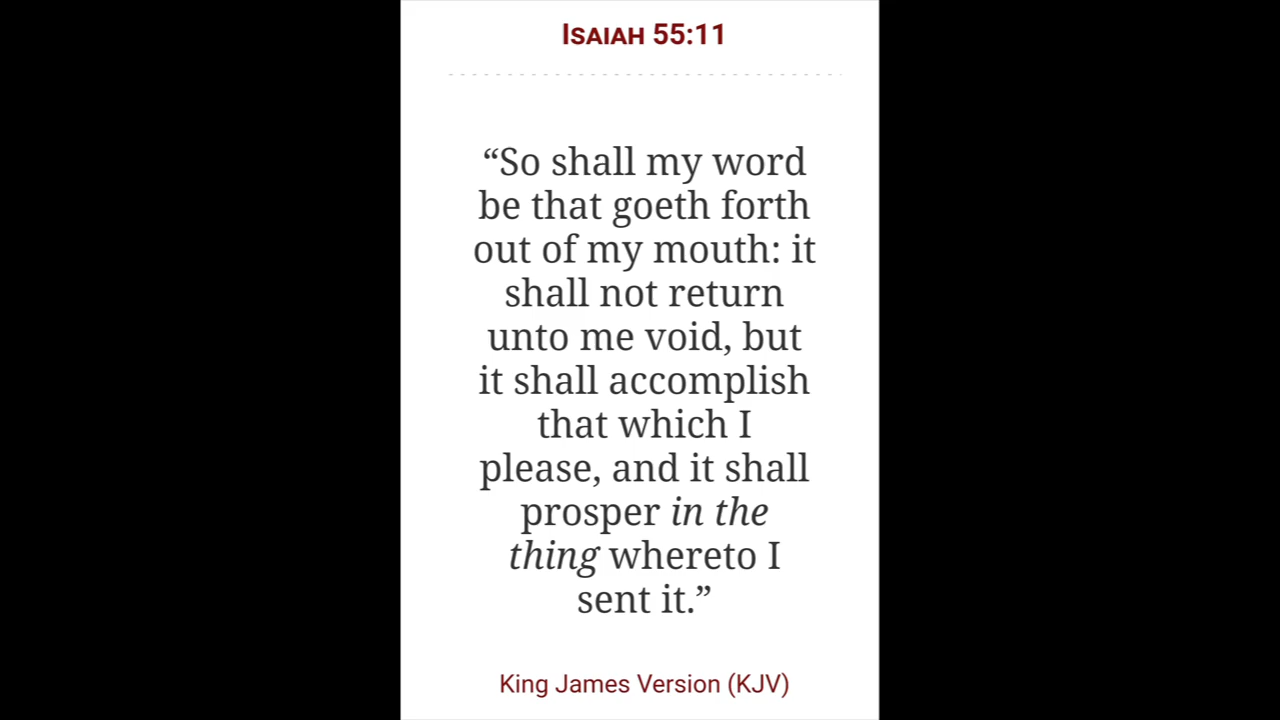 Isaiah 55:11
“So shall my word
be that goeth forth
out of my mouth: it
shall not return
unto me void, but
it shall accomplish
that which I
please, and it shall
prosper in the
thing whereto I
sent it.”
King James Version (KJV)